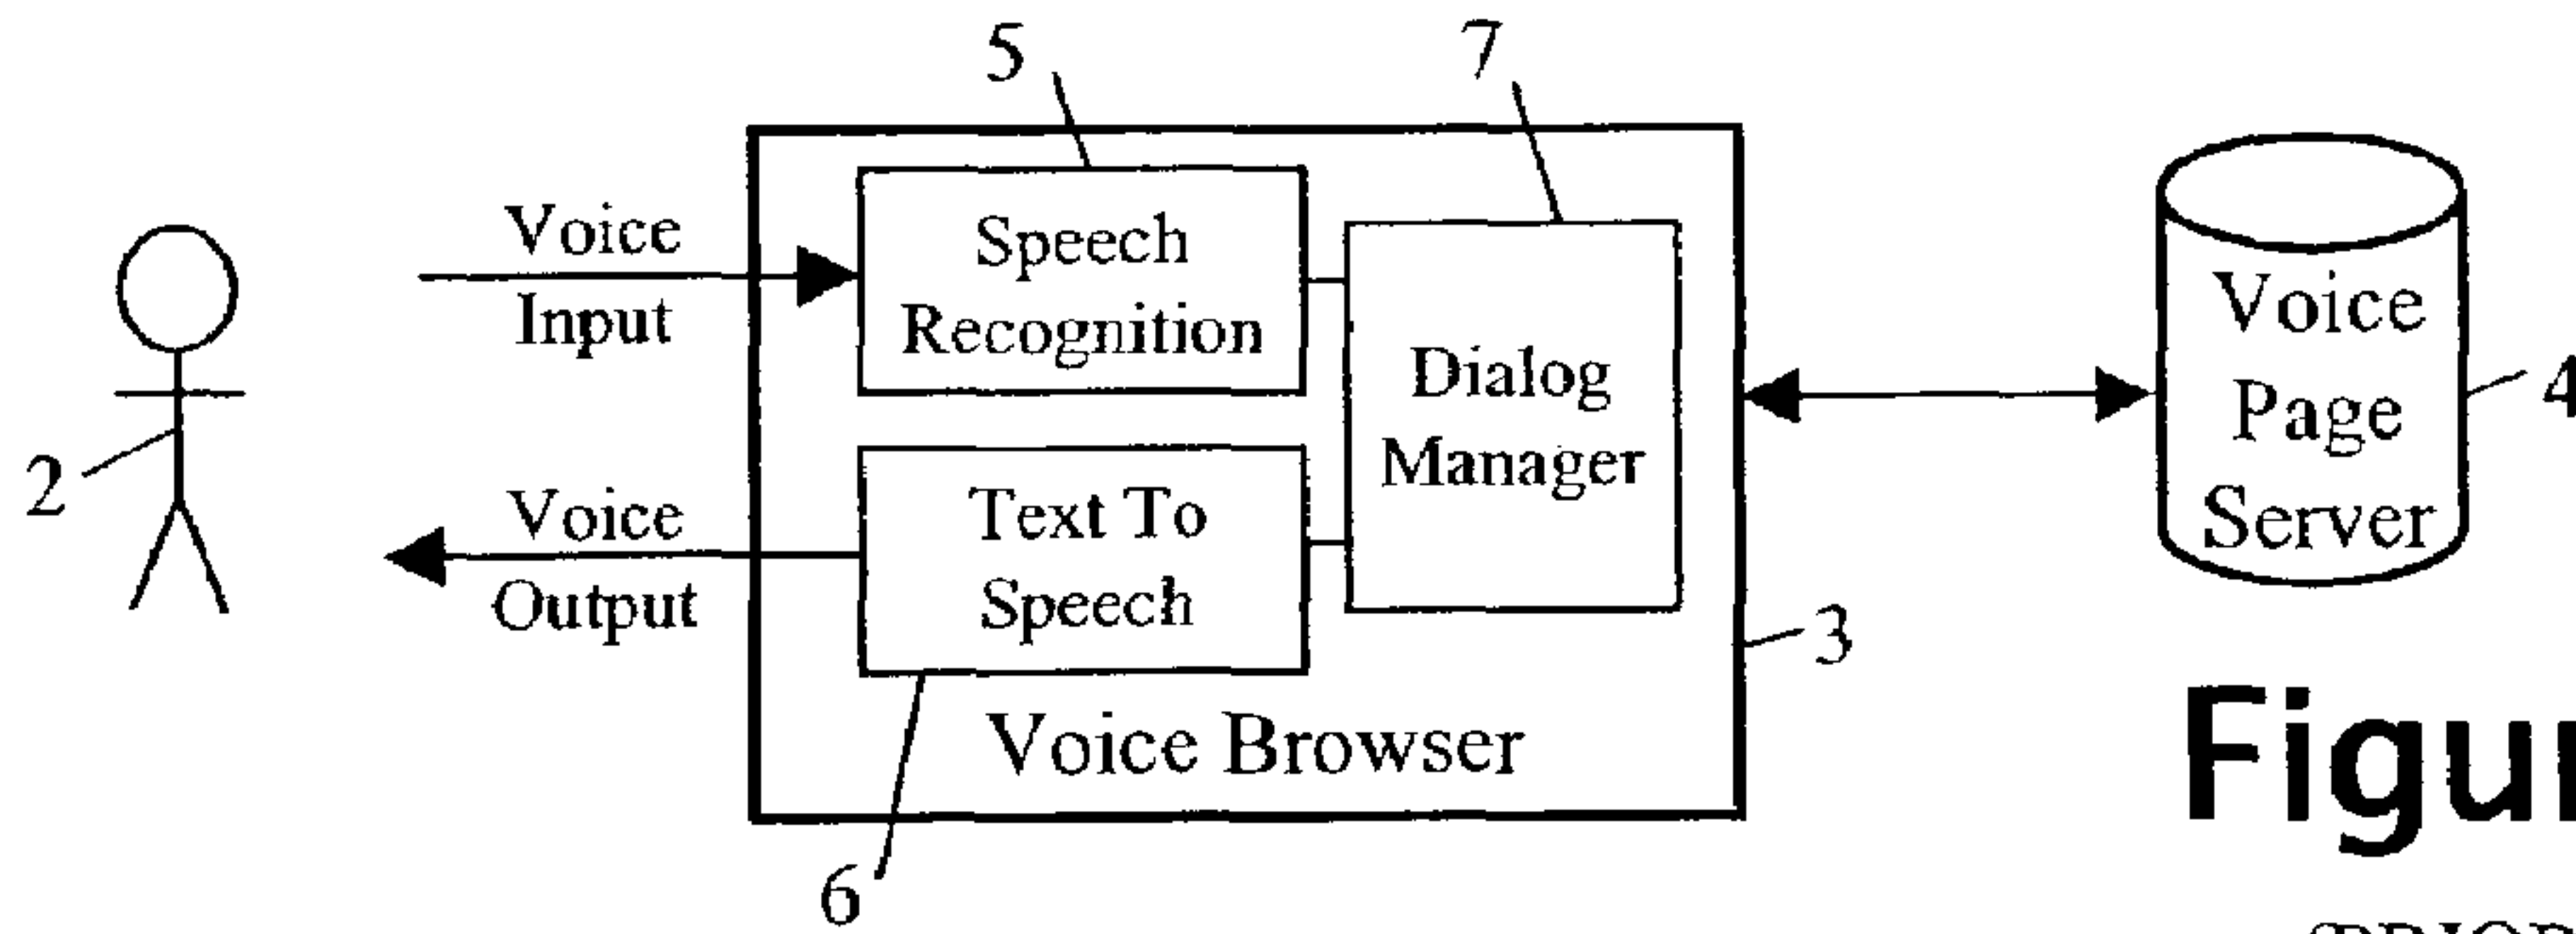 5
7
Voice
Input
Speech
Recognition
Dialog
Manager
Voice
Page
Server
4
2
Voice
Output
Text To
Speech
3
Voice Browser
6